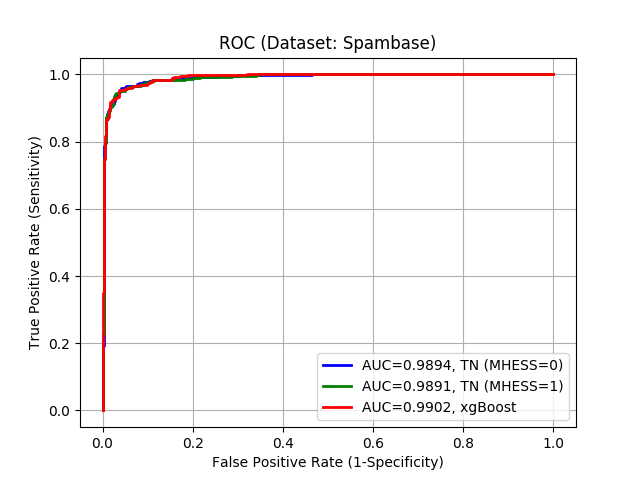 ROC (Dataset: Spambase)
True Positive Rate (Sensitivity)
1.0
0.8
0.6
0.4
0.2
0.0
AUC=0.9894, TN (MHESS=0)
AUC=0.9891, TN (MHESS=1)
AUC=0.9902, xgBoost
0.0 0.2 0.4 0.6 0.8 1.0
False Positive Rate (1-Specificity)